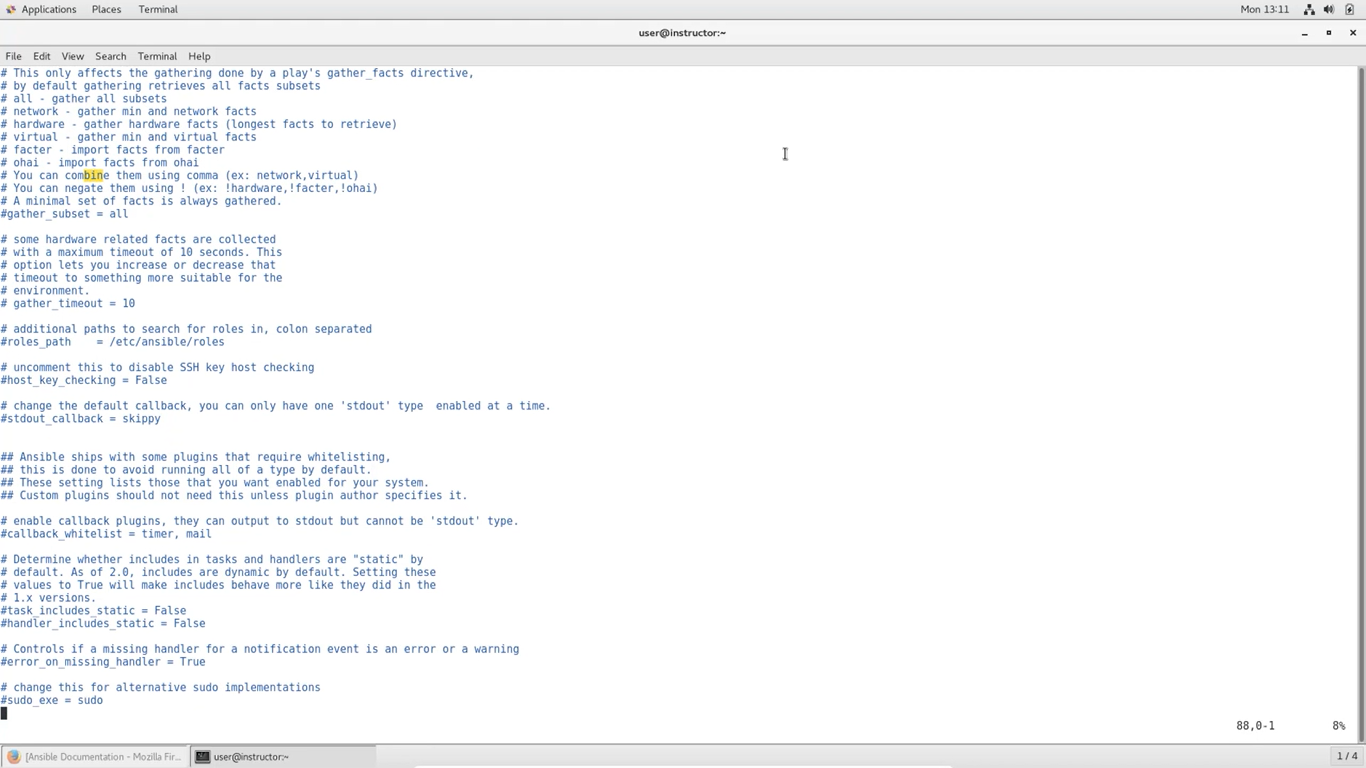 Applications Places Terminal Mon 13:11
user@instructor:~
File Edit View Search Terminal Help
# This only affects the gathering done by a play's gather_facts directive,
# by default gathering retrieves all facts subsets
# all - gather all subsets
# network - gather min and network facts
# hardware - gather hardware facts (longest facts to retrieve)
# virtual - gather min and virtual facts
# facter - import facts from facter
# ohai - import facts from ohai
# You can combine them using comma (ex: network,virtual)
# You can negate them using ! (ex: !hardware,!facter,!ohai)
# A minimal set of facts is always gathered.
#gather_subset = all
# some hardware related facts are collected
# with a maximum timeout of 10 seconds. This
# option lets you increase or decrease that
# timeout to something more suitable for the
# environment.
# gather_timeout = 10
# additional paths to search for roles in, colon separated
#roles_path    = /etc/ansible/roles
# uncomment this to disable SSH key host checking
#host_key_checking = False
# change the default callback, you can only have one 'stdout' type  enabled at a time.
#stdout_callback = skippy
## Ansible ships with some plugins that require whitelisting,
## this is done to avoid running all of a type by default.
## These setting lists those that you want enabled for your system.
## Custom plugins should not need this unless plugin author specifies it.
# enable callback plugins, they can output to stdout but cannot be 'stdout' type.
#callback_whitelist = timer, mail
# Determine whether includes in tasks and handlers are "static" by
# default. As of 2.0, includes are dynamic by default. Setting these
# values to True will make includes behave more like they did in the
# 1.x versions.
#task_includes_static = False
#handler_includes_static = False
# Controls if a missing handler for a notification event is an error or a warning
#error_on_missing_handler = True
# change this for alternative sudo implementations
#sudo_exe = sudo
88,0-1 8%
[Ansible Documentation - Mozilla Fir... user@instructor:~ 1 / 4